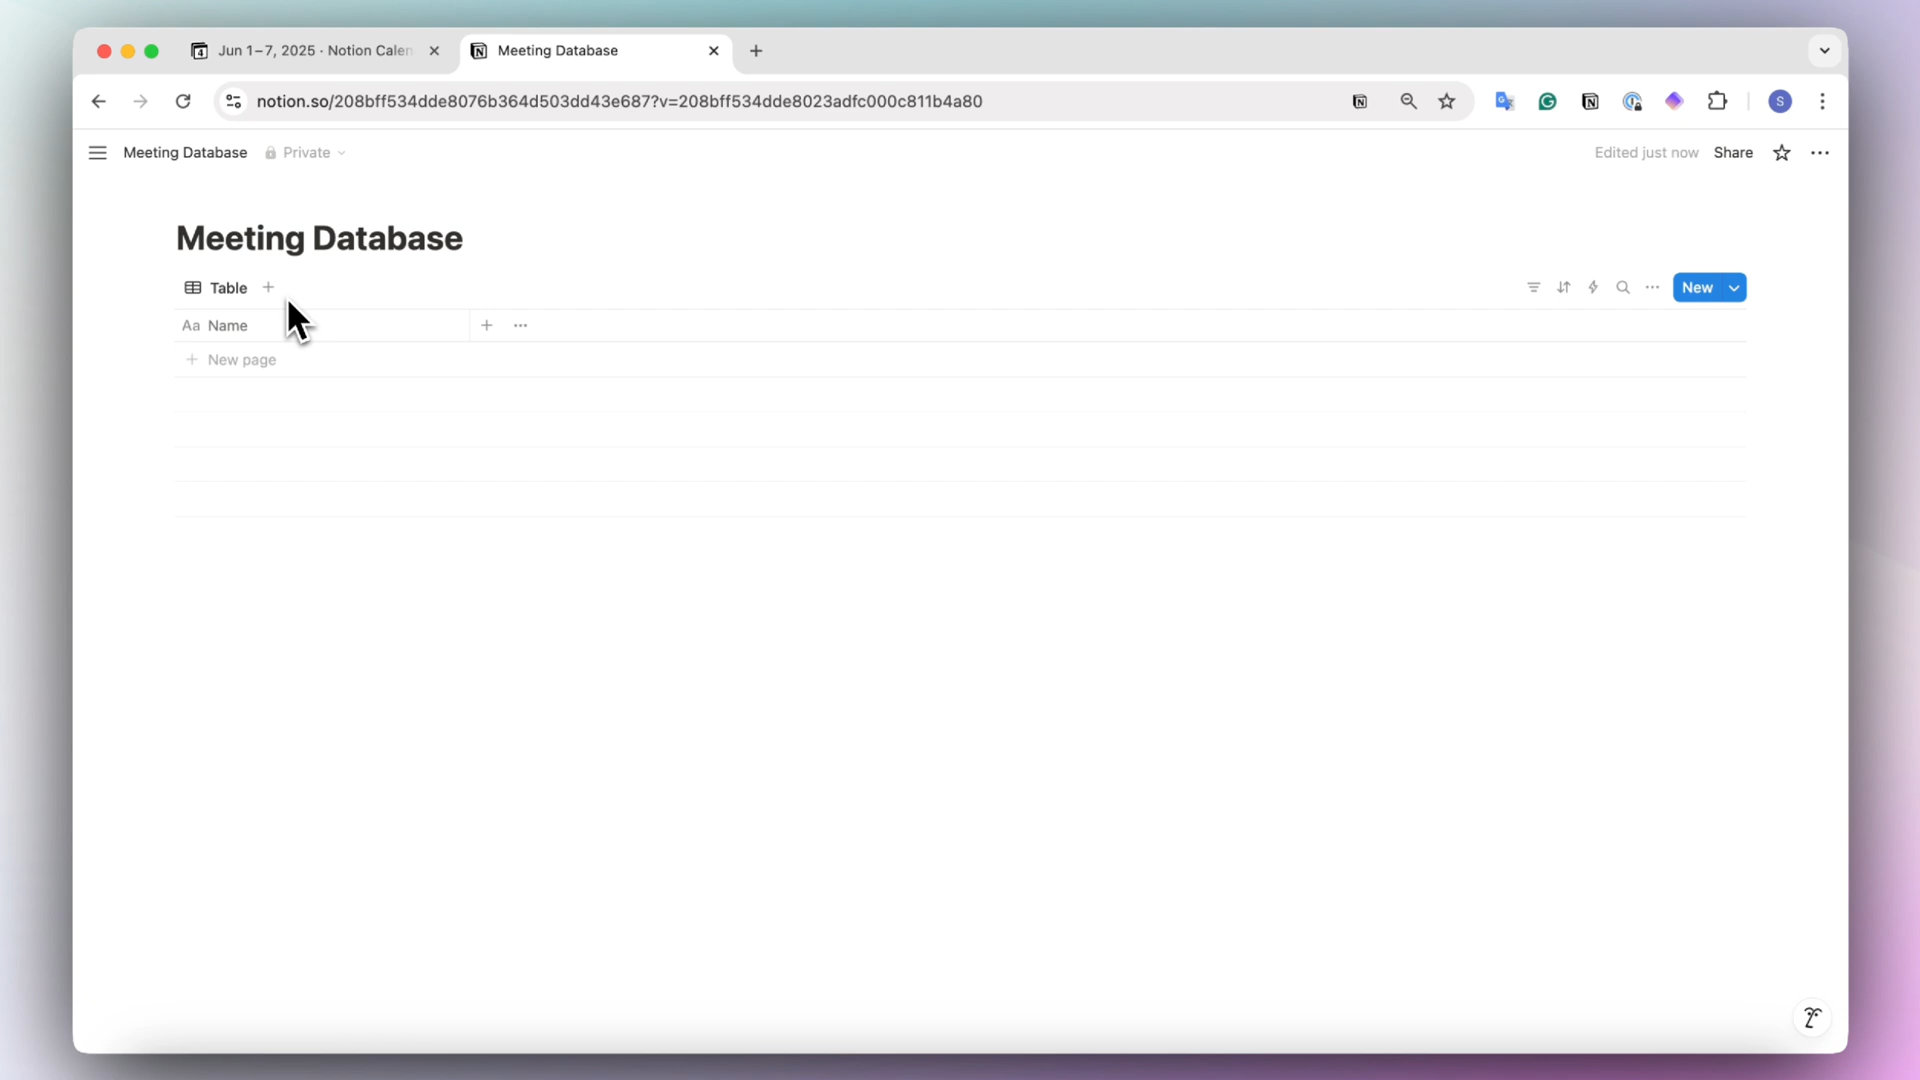 Jun 1–7, 2025 · Notion Calen
Meeting Database
notion.so/208bff534dde8076b364d503dd43e687?v=208bff534dde8023adfc000c811b4a80
S
Meeting Database Private
Edited just now Share
Meeting Database
Table
New
Aa Name
New page